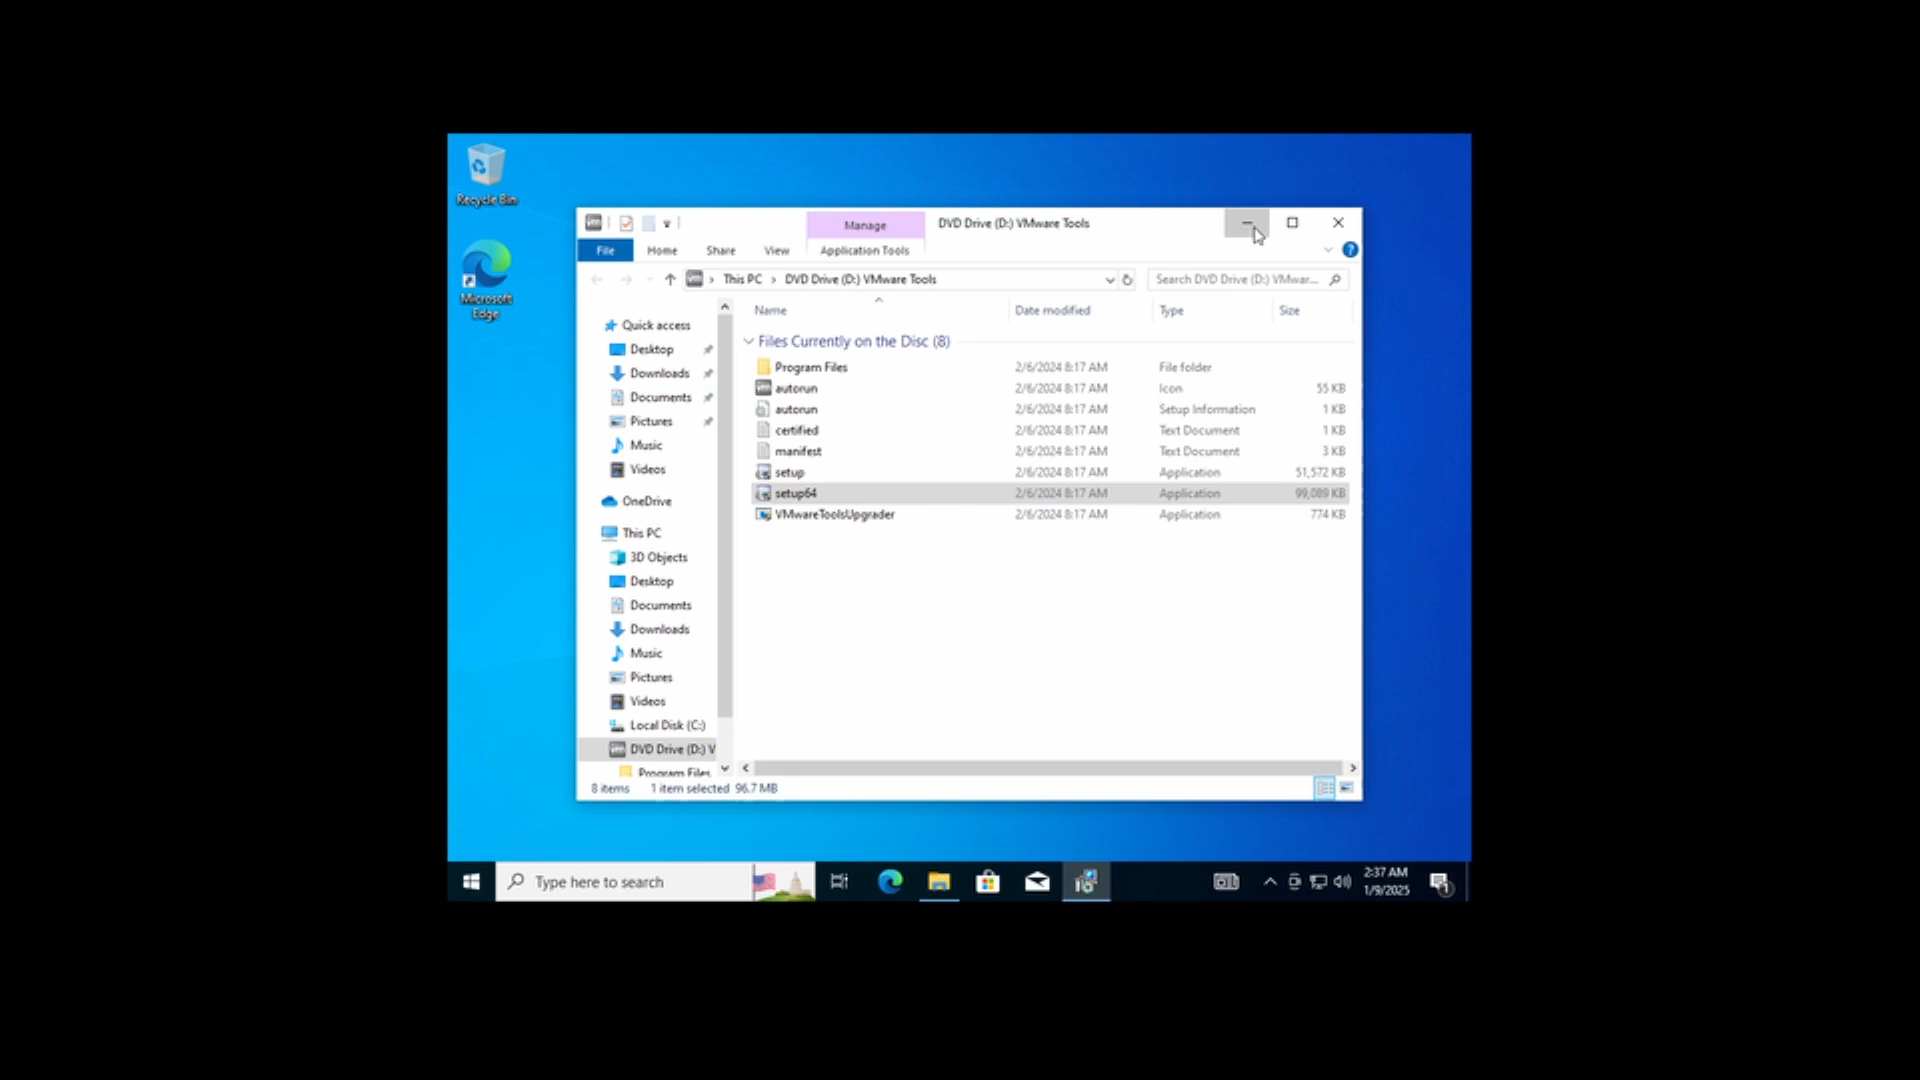 Recycle Bin
Microsoft
Edge
Manage
DVD Drive (D:) VMware Tools
File
Home
Share
View
Application Tools
This PC
DVD Drive (D:) VMware Tools
Search DVD Drive (D:) VMwar...
Quick access
Desktop
Downloads
Documents
Pictures
Music
Videos
OneDrive
This PC
3D Objects
Desktop
Documents
Downloads
Music
Pictures
Videos
Local Disk (C:)
DVD Drive (D:) V
Program Files
Name Date modified Type Size
Files Currently on the Disc (8)
Program Files 2/6/2024 8:17 AM File folder
autorun 2/6/2024 8:17 AM Icon 55 KB
autorun 2/6/2024 8:17 AM Setup Information 1 KB
certified 2/6/2024 8:17 AM Text Document 1 KB
manifest 2/6/2024 8:17 AM Text Document 3 KB
setup 2/6/2024 8:17 AM Application 51,572 KB
setup64 2/6/2024 8:17 AM Application 99,089 KB
VMwareToolsUpgrader 2/6/2024 8:17 AM Application 774 KB
8 items 1 item selected 96.7 MB
Type here to search
2:37 AM
1/9/2025
1